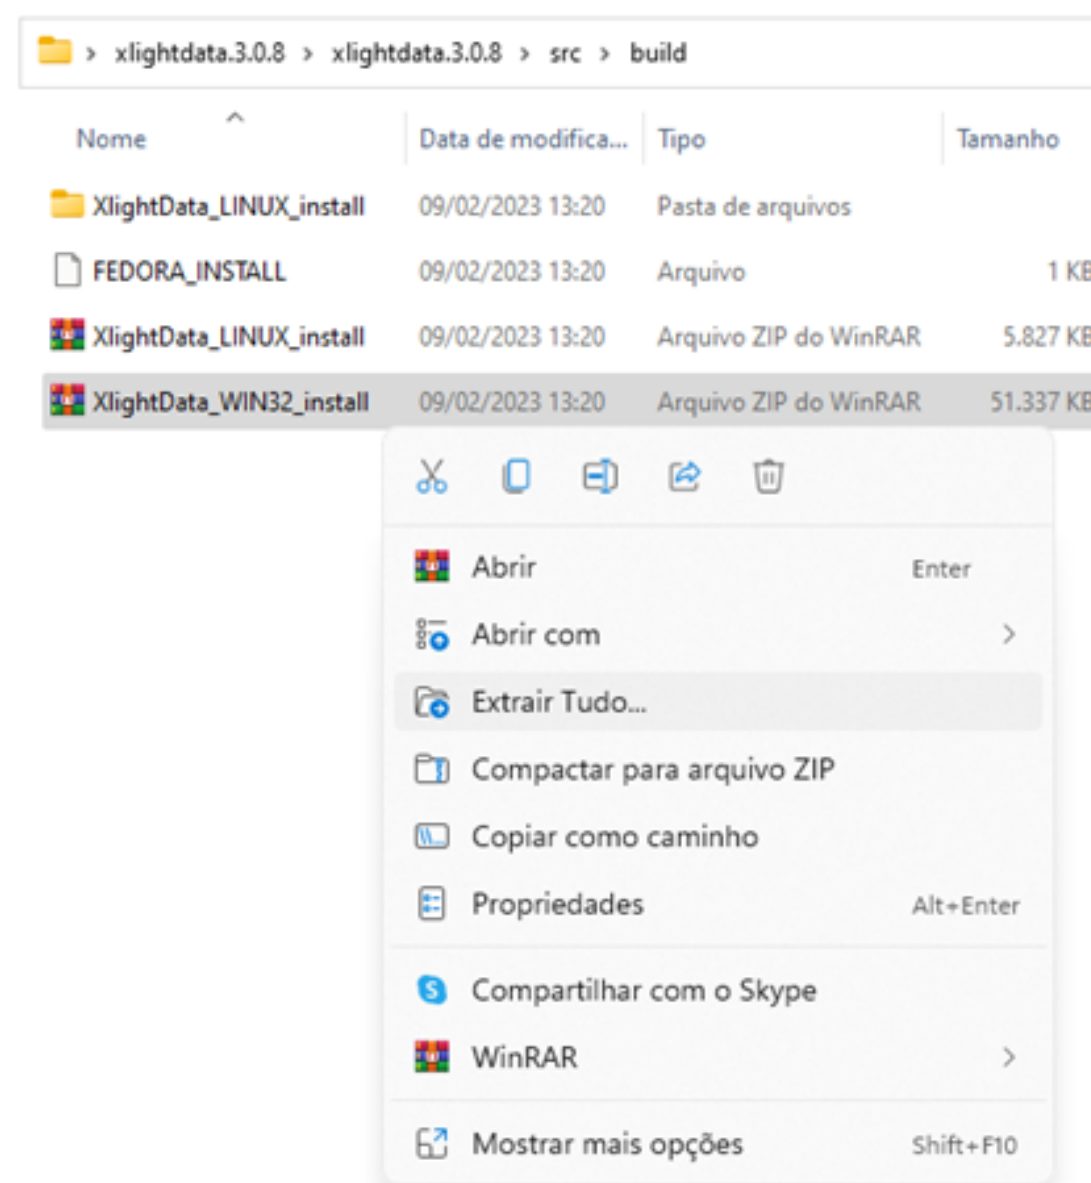 > xlightdata.3.0.8 > xlightdata.3.0.8 > src > build
Nome Data de modifica... Tipo Tamanho
XlightData_LINUX_install 09/02/2023 13:20 Pasta de arquivos
FEDORA_INSTALL 09/02/2023 13:20 Arquivo 1 KB
XlightData_LINUX_install 09/02/2023 13:20 Arquivo ZIP do WinRAR 5.827 KB
XlightData_WIN32_install 09/02/2023 13:20 Arquivo ZIP do WinRAR 51.337 KB
Abrir Enter
Abrir com >
Extrair Tudo...
Compactar para arquivo ZIP
Copiar como caminho
Propriedades Alt+Enter
Compartilhar com o Skype
WinRAR >
Mostrar mais opções Shift+F10